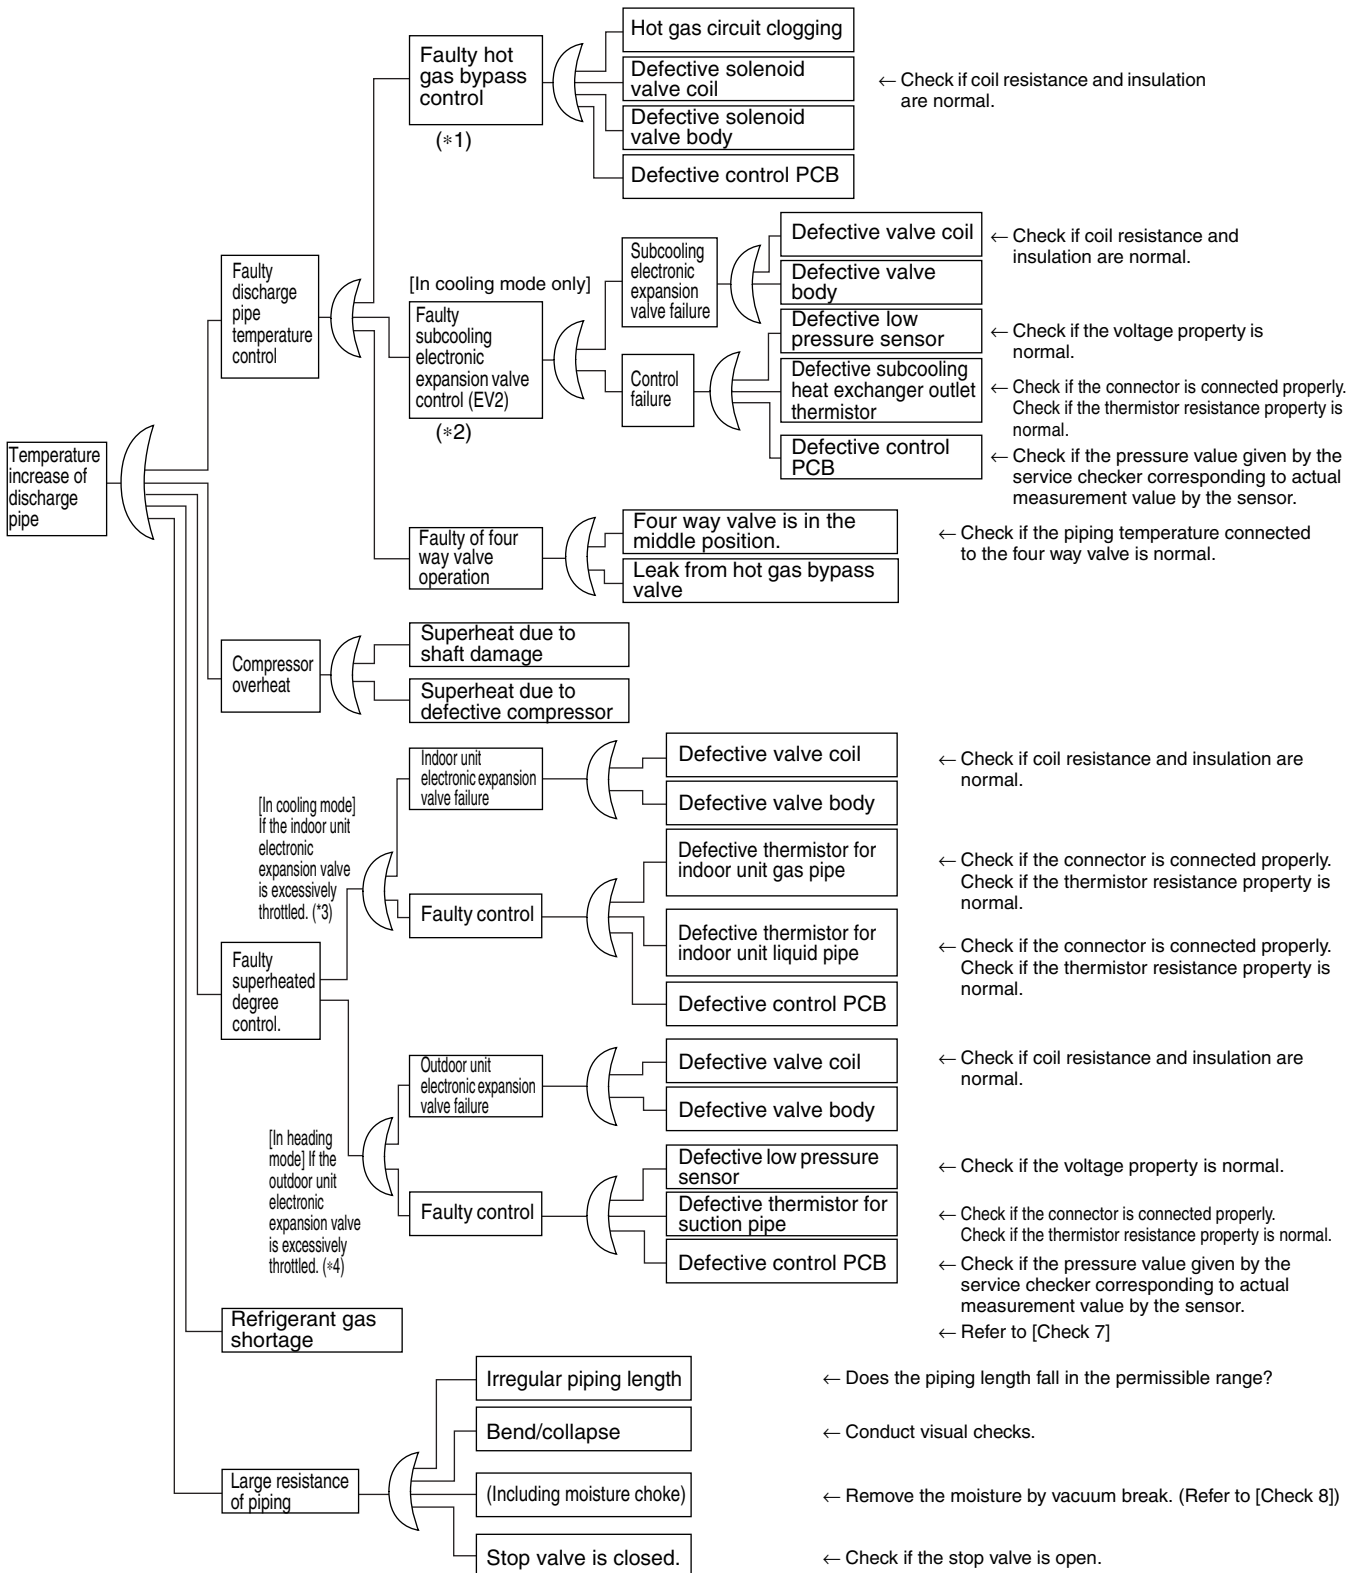 Hot gas circuit clogging
Faulty hot
gas bypass
control
(*1)
Defective solenoid
valve coil
← Check if coil resistance and insulation
are normal.
Defective solenoid
valve body
Defective control PCB
Faulty
discharge
pipe
temperature
control
[In cooling mode only]
Faulty
subcooling
electronic
expansion valve
control (EV2)
(*2)
Subcooling
electronic
expansion
valve failure
Defective valve coil
← Check if coil resistance and
insulation are normal.
Defective valve
body
Control
failure
Defective low
pressure sensor
← Check if the voltage property is
normal.
Defective subcooling
heat exchanger outlet
thermistor
← Check if the connector is connected properly.
Check if the thermistor resistance property is
normal.
Defective control
PCB
← Check if the pressure value given by the
service checker corresponding to actual
measurement value by the sensor.
Temperature
increase of
discharge
pipe
Faulty of four
way valve
operation
Four way valve is in the
middle position.
← Check if the piping temperature connected
to the four way valve is normal.
Leak from hot gas bypass
valve
Compressor
overheat
Superheat due to
shaft damage
Superheat due to
defective compressor
[In cooling mode]
If the indoor unit
electronic
expansion valve
is excessively
throttled. (*3)
Indoor unit
electronic expansion
valve failure
Defective valve coil
← Check if coil resistance and insulation are
normal.
Defective valve body
Faulty control
Defective thermistor for
indoor unit gas pipe
← Check if the connector is connected properly.
Check if the thermistor resistance property is
normal.
Defective thermistor for
indoor unit liquid pipe
← Check if the connector is connected properly.
Check if the thermistor resistance property is
normal.
Defective control PCB
Faulty
superheated
degree
control.
[In heading
mode] If the
outdoor unit
electronic
expansion valve
is excessively
throttled. (*4)
Outdoor unit
electronic expansion
valve failure
Defective valve coil
← Check if coil resistance and insulation are
normal.
Defective valve body
Faulty control
Defective low pressure
sensor
← Check if the voltage property is normal.
Defective thermistor for
suction pipe
← Check if the connector is connected properly.
Check if the thermistor resistance property is normal.
Defective control PCB
← Check if the pressure value given by the
service checker corresponding to actual
measurement value by the sensor.
Refrigerant gas
shortage
← Refer to [Check 7]
Large resistance
of piping
Irregular piping length
← Does the piping length fall in the permissible range?
Bend/collapse
← Conduct visual checks.
(Including moisture choke)
← Remove the moisture by vacuum break. (Refer to [Check 8])
Stop valve is closed.
← Check if the stop valve is open.